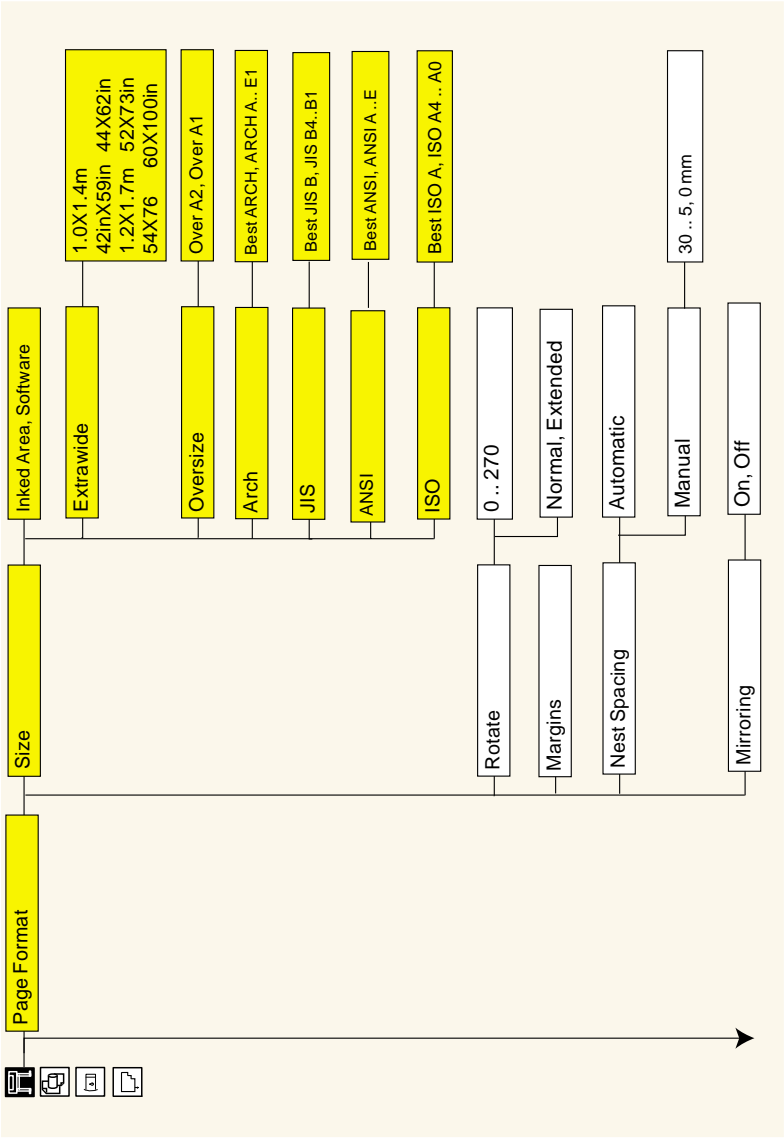 Page Format
Size
Inked Area, Software
Extrawide
1.0X1.4m
42inX59in 44X62in
1.2X1.7m 52X73in
54X76 60X100in
Oversize
Over A2, Over A1
Arch
Best ARCH, ARCH A.. E1
JIS
Best JIS B, JIS B4..B1
ANSI
Best ANSI, ANSI A ..E
ISO
Best ISO A, ISO A4 .. A0
Rotate
0 .. 270
Margins
Normal, Extended
Nest Spacing
Automatic
Manual
30 .. 5, 0 mm
Mirroring
On, Off